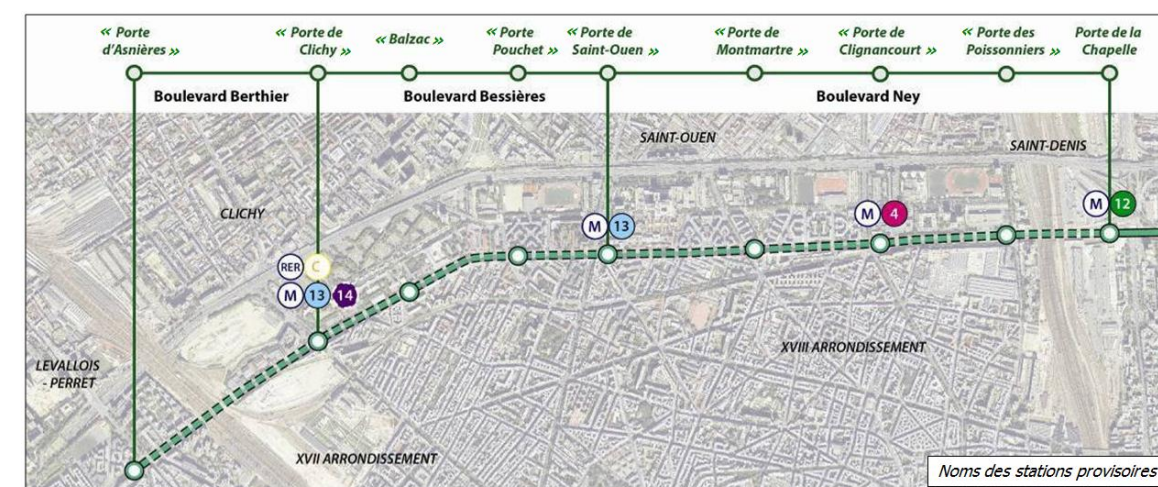 « Porte
d'Asnières »
« Porte de
Clichy »
« Balzac »
« Porte
Pouchet »
« Porte de
Saint-Ouen »
« Porte de
Montmartre »
« Porte de
Clignancourt »
« Porte des
Poissonniers »
Porte de la
Chapelle
Boulevard Berthier
Boulevard Bessières
Boulevard Ney
SAINT-OUEN
SAINT-DENIS
CLICHY
M 12
M 4
M 13
RER C
M 13 14
LEVALLOIS
- PERRET
XVIII ARRONDISSEMENT
XVII ARRONDISSEMENT
Noms des stations provisoires